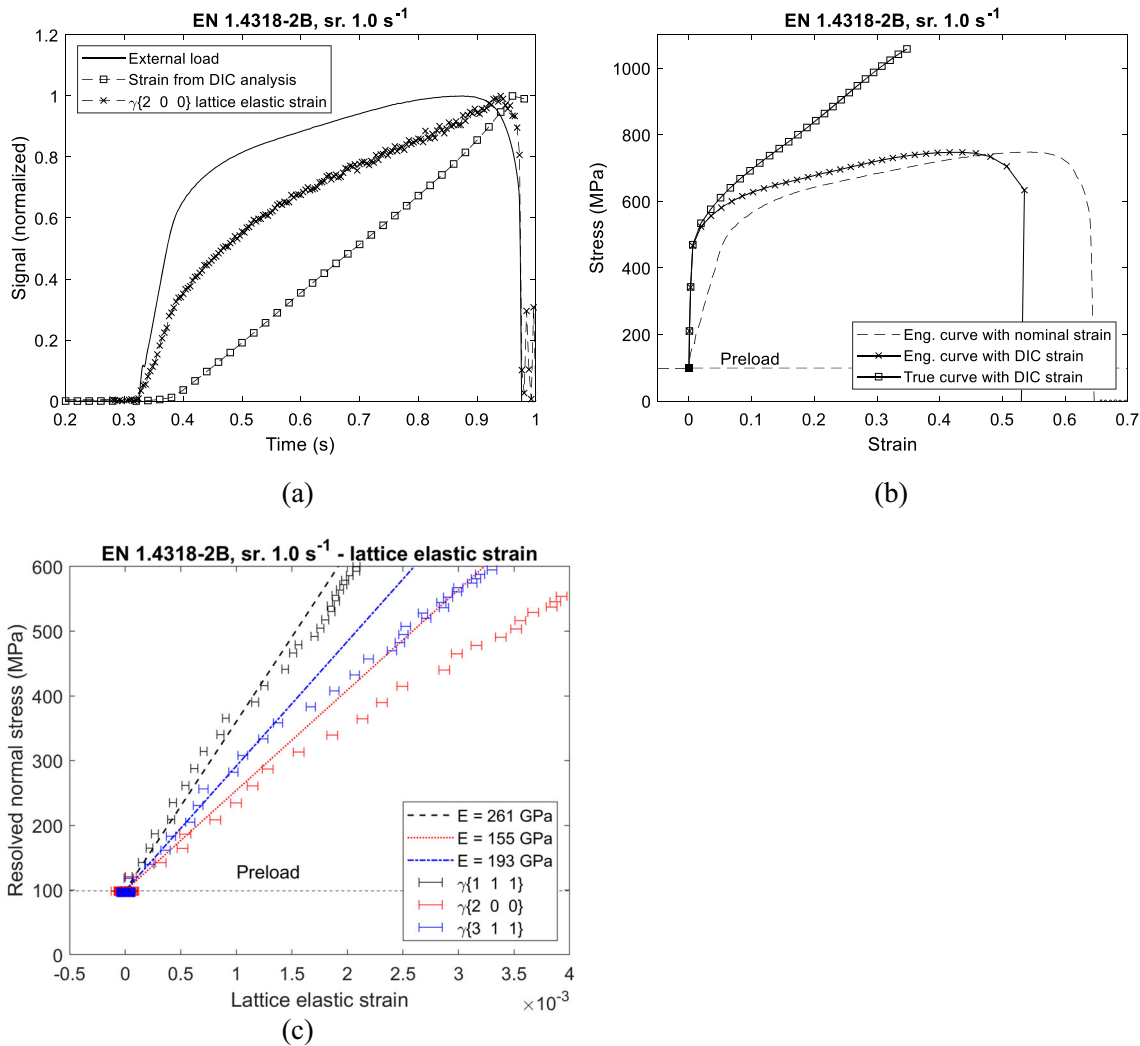 EN 1.4318-2B, sr. 1.0 s⁻¹
1.2
1
0.8
0.6
0.4
0.2
0
Signal (normalized)
External load
Strain from DIC analysis
γ{2 0 0} lattice elastic strain
0.2 0.3 0.4 0.5 0.6 0.7 0.8 0.9 1
Time (s)
(a)
EN 1.4318-2B, sr. 1.0 s⁻¹
1000
800
600
400
200
0
Stress (MPa)
Preload
Eng. curve with nominal strain
Eng. curve with DIC strain
True curve with DIC strain
0 0.1 0.2 0.3 0.4 0.5 0.6 0.7
Strain
(b)
EN 1.4318-2B, sr. 1.0 s⁻¹ - lattice elastic strain
600
500
400
300
200
100
0
Resolved normal stress (MPa)
Preload
E = 261 GPa
E = 155 GPa
E = 193 GPa
γ{1 1 1}
γ{2 0 0}
γ{3 1 1}
-0.5 0 0.5 1 1.5 2 2.5 3 3.5 4
Lattice elastic strain
×10⁻³
(c)